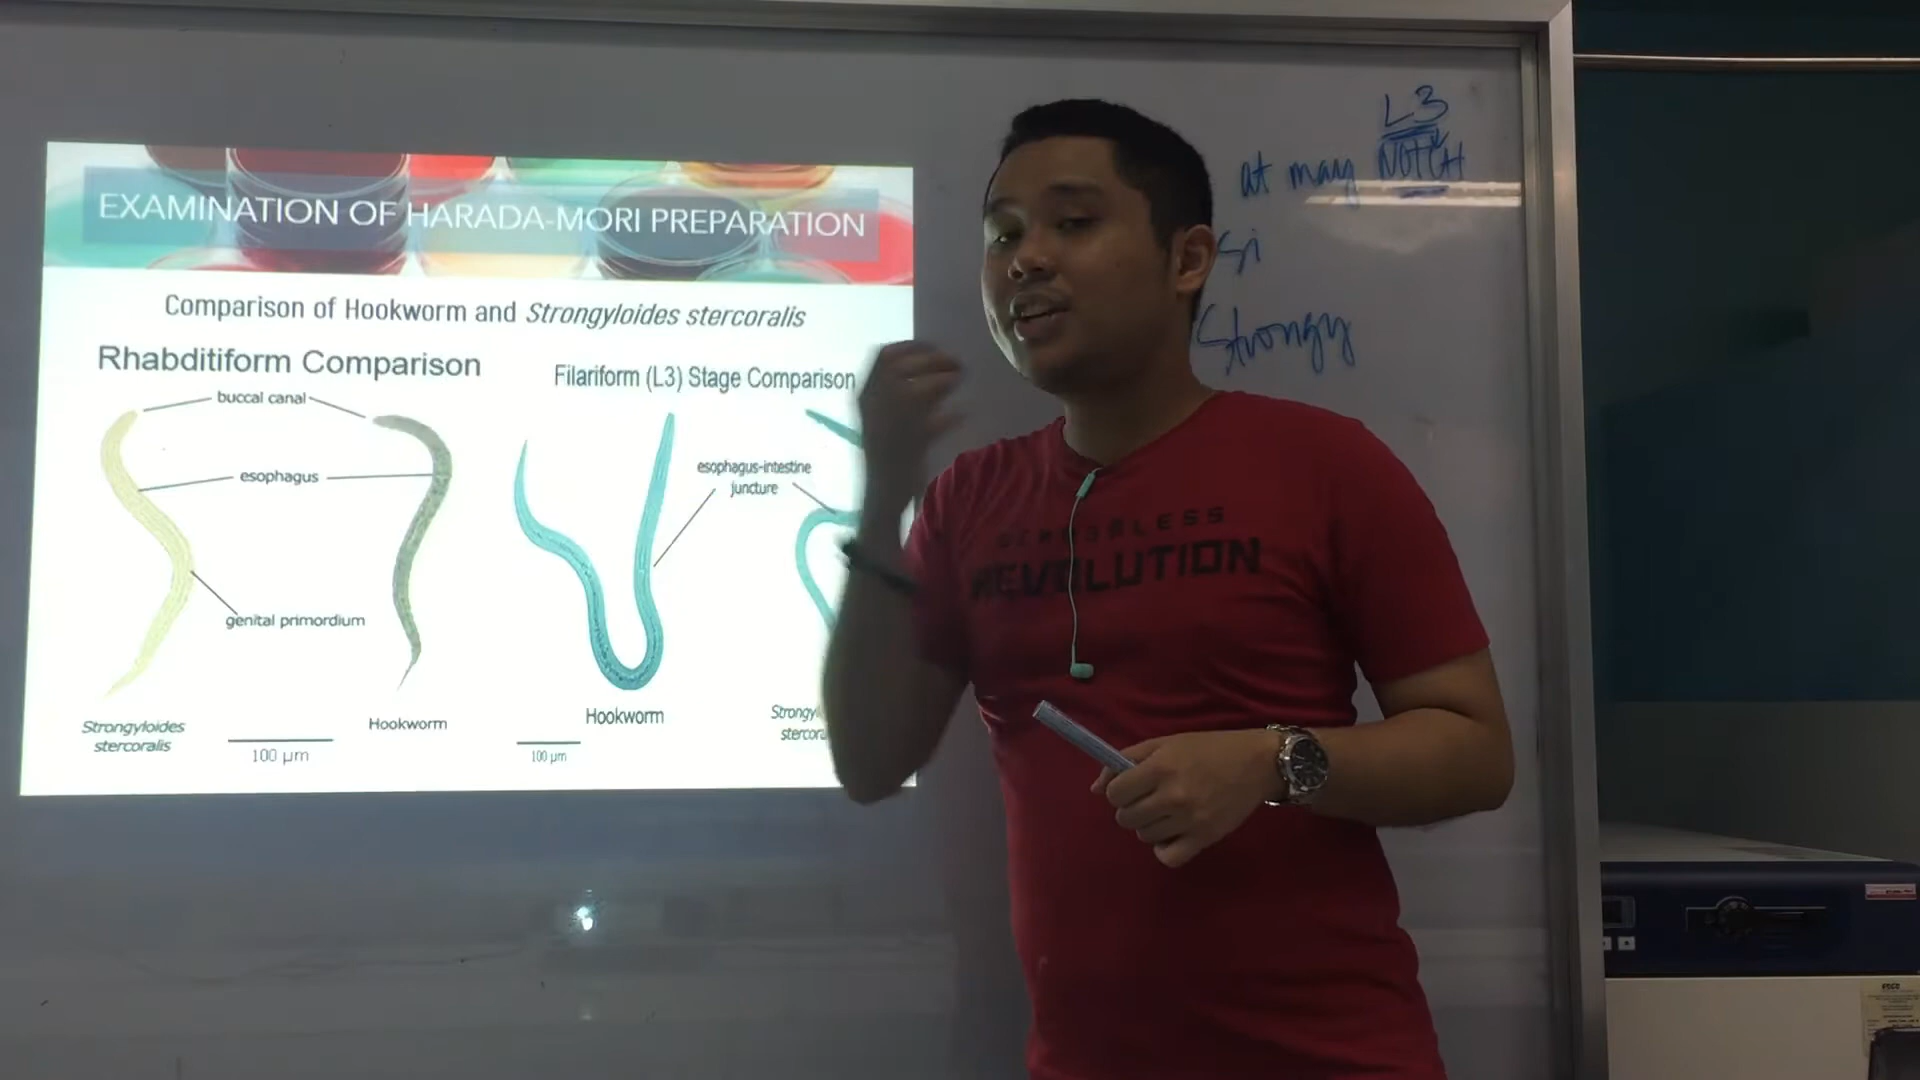 EXAMINATION OF HARADA-MORI PREPARATION
Comparison of Hookworm and Strongyloides stercoralis
Rhabditiform Comparison
buccal canal
esophagus
genital primordium
Strongyloides
stercoralis
100 µm
Hookworm
Filariform (L3) Stage Comparison
esophagus-intestine
juncture
Hookworm
100 µm
L3
at may NOTCH
Si
Strongy
REVOLUTION